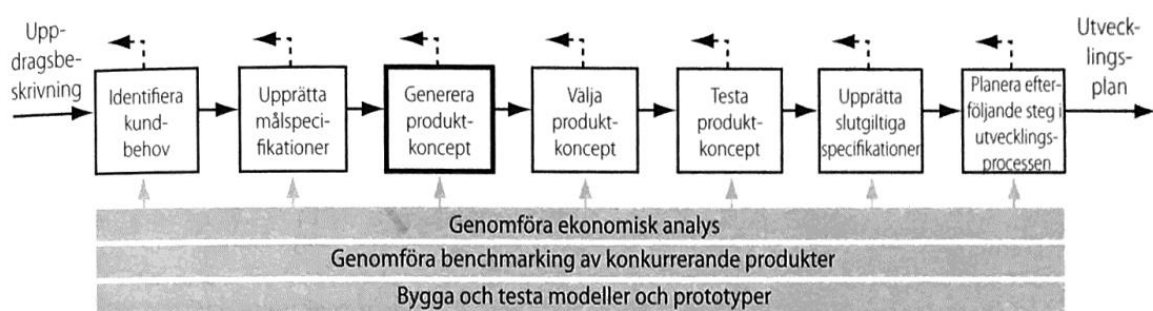 Upp-
dragsbe-
skrivning
Identifiera
kund-
behov
Upprätta
målspeci-
fikationer
Generera
produkt-
koncept
Välja
produkt-
koncept
Testa
produkt-
koncept
Upprätta
slutgiltiga
specifikationer
Planera efter-
följande steg i
utvecklings-
processen
Utveck-
lings-
plan
Genomföra ekonomisk analys
Genomföra benchmarking av konkurrerande produkter
Bygga och testa modeller och prototyper